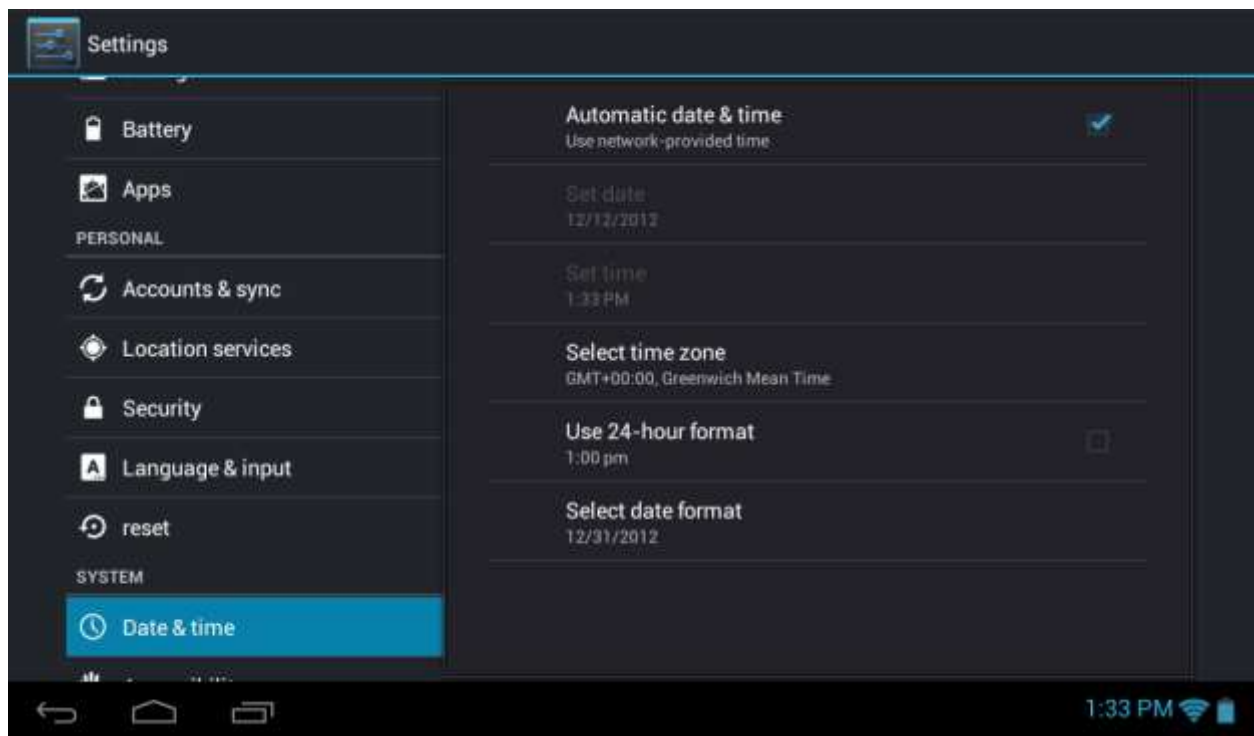 Settings
Battery
Apps
PERSONAL
Accounts & sync
Location services
Security
Language & input
reset
SYSTEM
Date & time
Automatic date & time
Use network-provided time
Set date
12/12/2012
Set time
1:33 PM
Select time zone
GMT+00:00, Greenwich Mean Time
Use 24-hour format
1:00 pm
Select date format
12/31/2012
1:33 PM